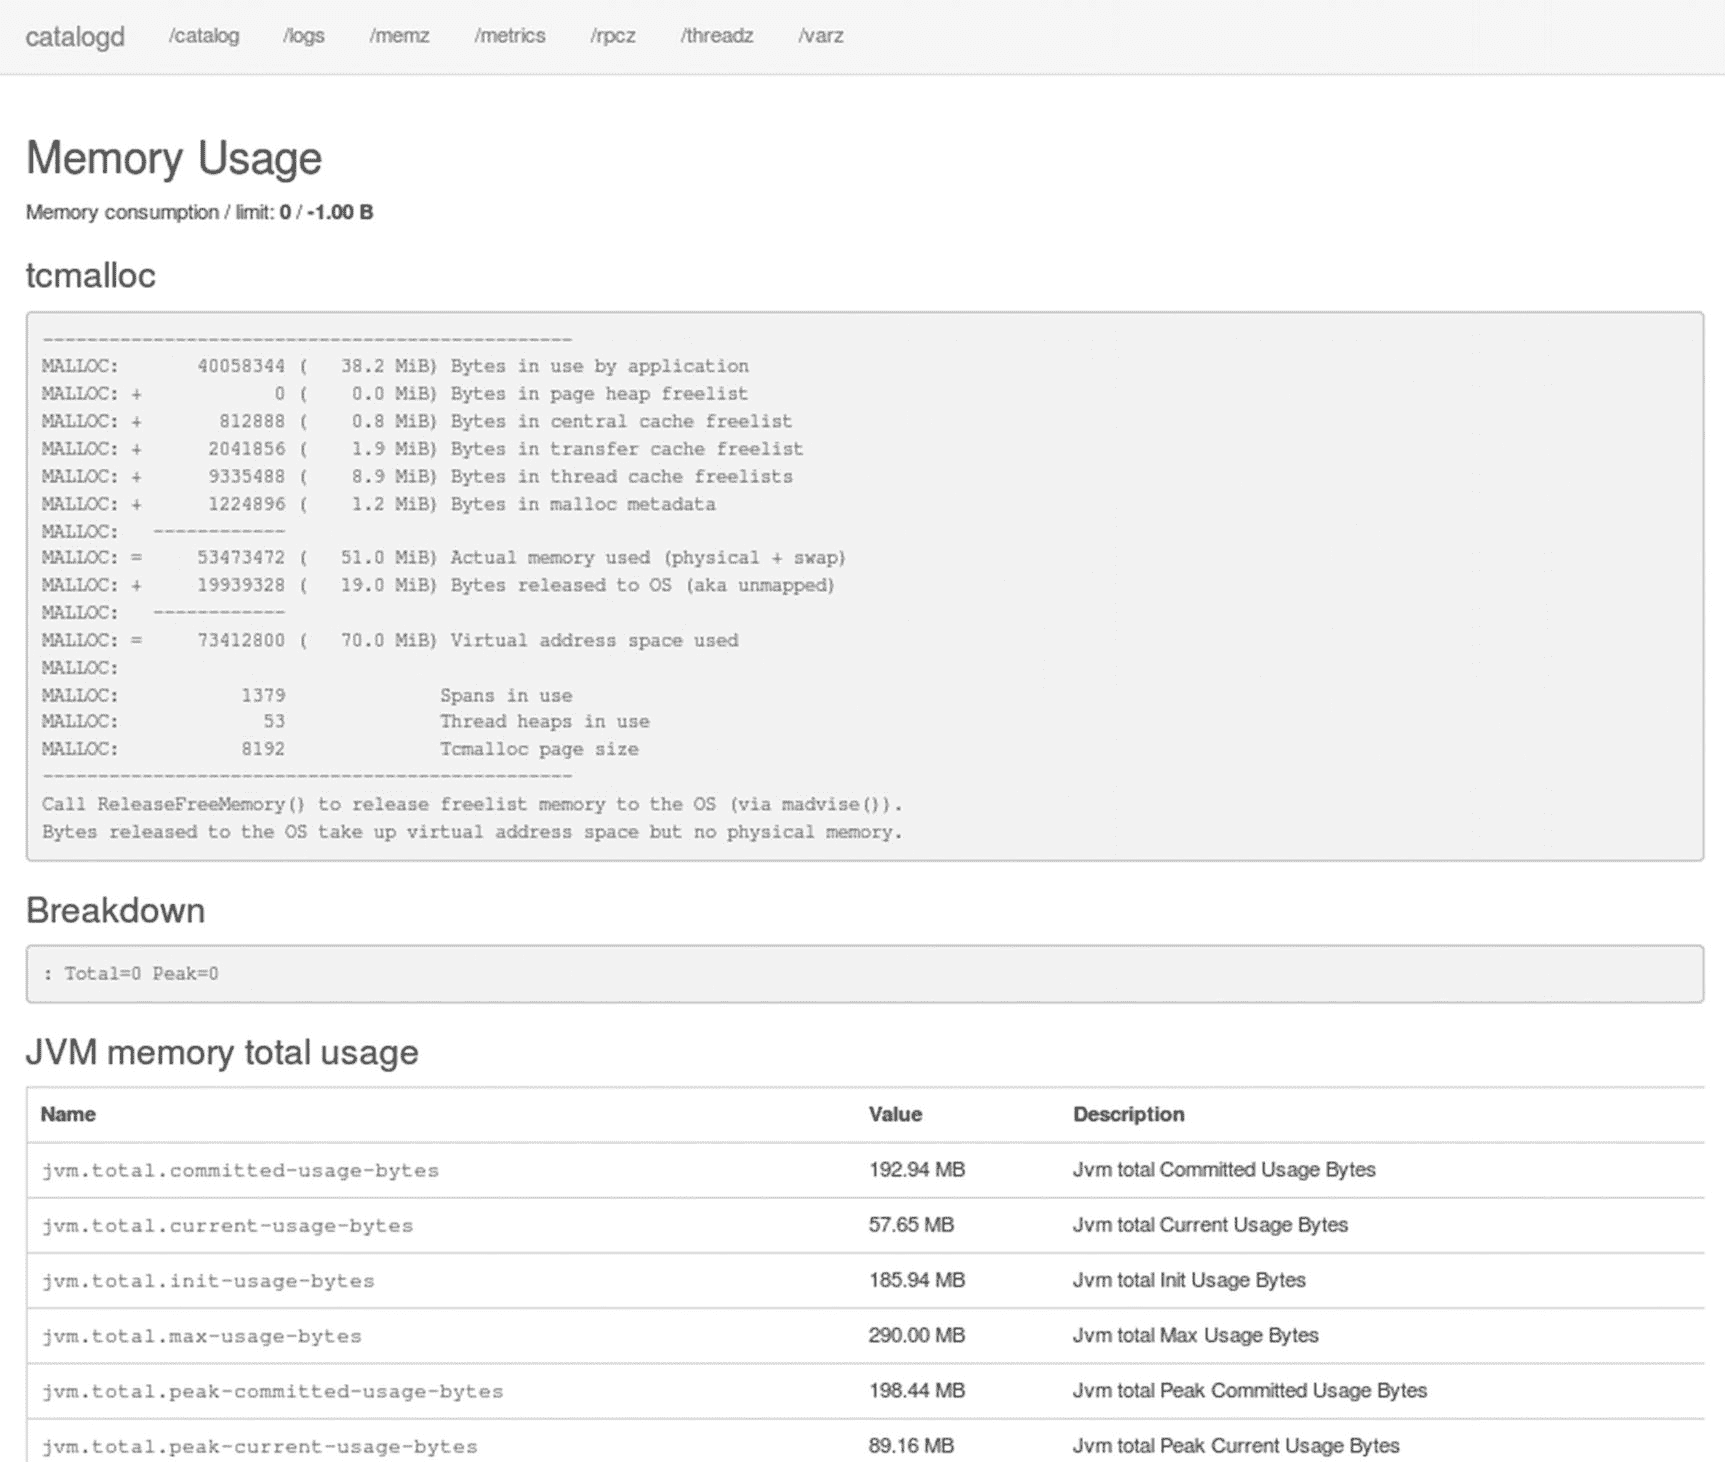 catalogd /catalog /logs /memz /metrics /rpcz /threadz /varz
Memory Usage
Memory consumption / limit: 0 / -1.00 B
tcmalloc
------------------------------------------------
MALLOC:       40058344 (   38.2 MiB) Bytes in use by application
MALLOC: +            0 (    0.0 MiB) Bytes in page heap freelist
MALLOC: +       812888 (    0.8 MiB) Bytes in central cache freelist
MALLOC: +      2041856 (    1.9 MiB) Bytes in transfer cache freelist
MALLOC: +      9335488 (    8.9 MiB) Bytes in thread cache freelists
MALLOC: +      1224896 (    1.2 MiB) Bytes in malloc metadata
MALLOC:   ------------
MALLOC: =     53473472 (   51.0 MiB) Actual memory used (physical + swap)
MALLOC: +     19939328 (   19.0 MiB) Bytes released to OS (aka unmapped)
MALLOC:   ------------
MALLOC: =     73412800 (   70.0 MiB) Virtual address space used
MALLOC:
MALLOC:           1379              Spans in use
MALLOC:             53              Thread heaps in use
MALLOC:           8192              Tcmalloc page size
------------------------------------------------
Call ReleaseFreeMemory() to release freelist memory to the OS (via madvise()).
Bytes released to the OS take up virtual address space but no physical memory.
Breakdown
: Total=0 Peak=0
JVM memory total usage
Name Value Description
jvm.total.committed-usage-bytes 192.94 MB Jvm total Committed Usage Bytes
jvm.total.current-usage-bytes 57.65 MB Jvm total Current Usage Bytes
jvm.total.init-usage-bytes 185.94 MB Jvm total Init Usage Bytes
jvm.total.max-usage-bytes 290.00 MB Jvm total Max Usage Bytes
jvm.total.peak-committed-usage-bytes 198.44 MB Jvm total Peak Committed Usage Bytes
jvm.total.peak-current-usage-bytes 89.16 MB Jvm total Peak Current Usage Bytes